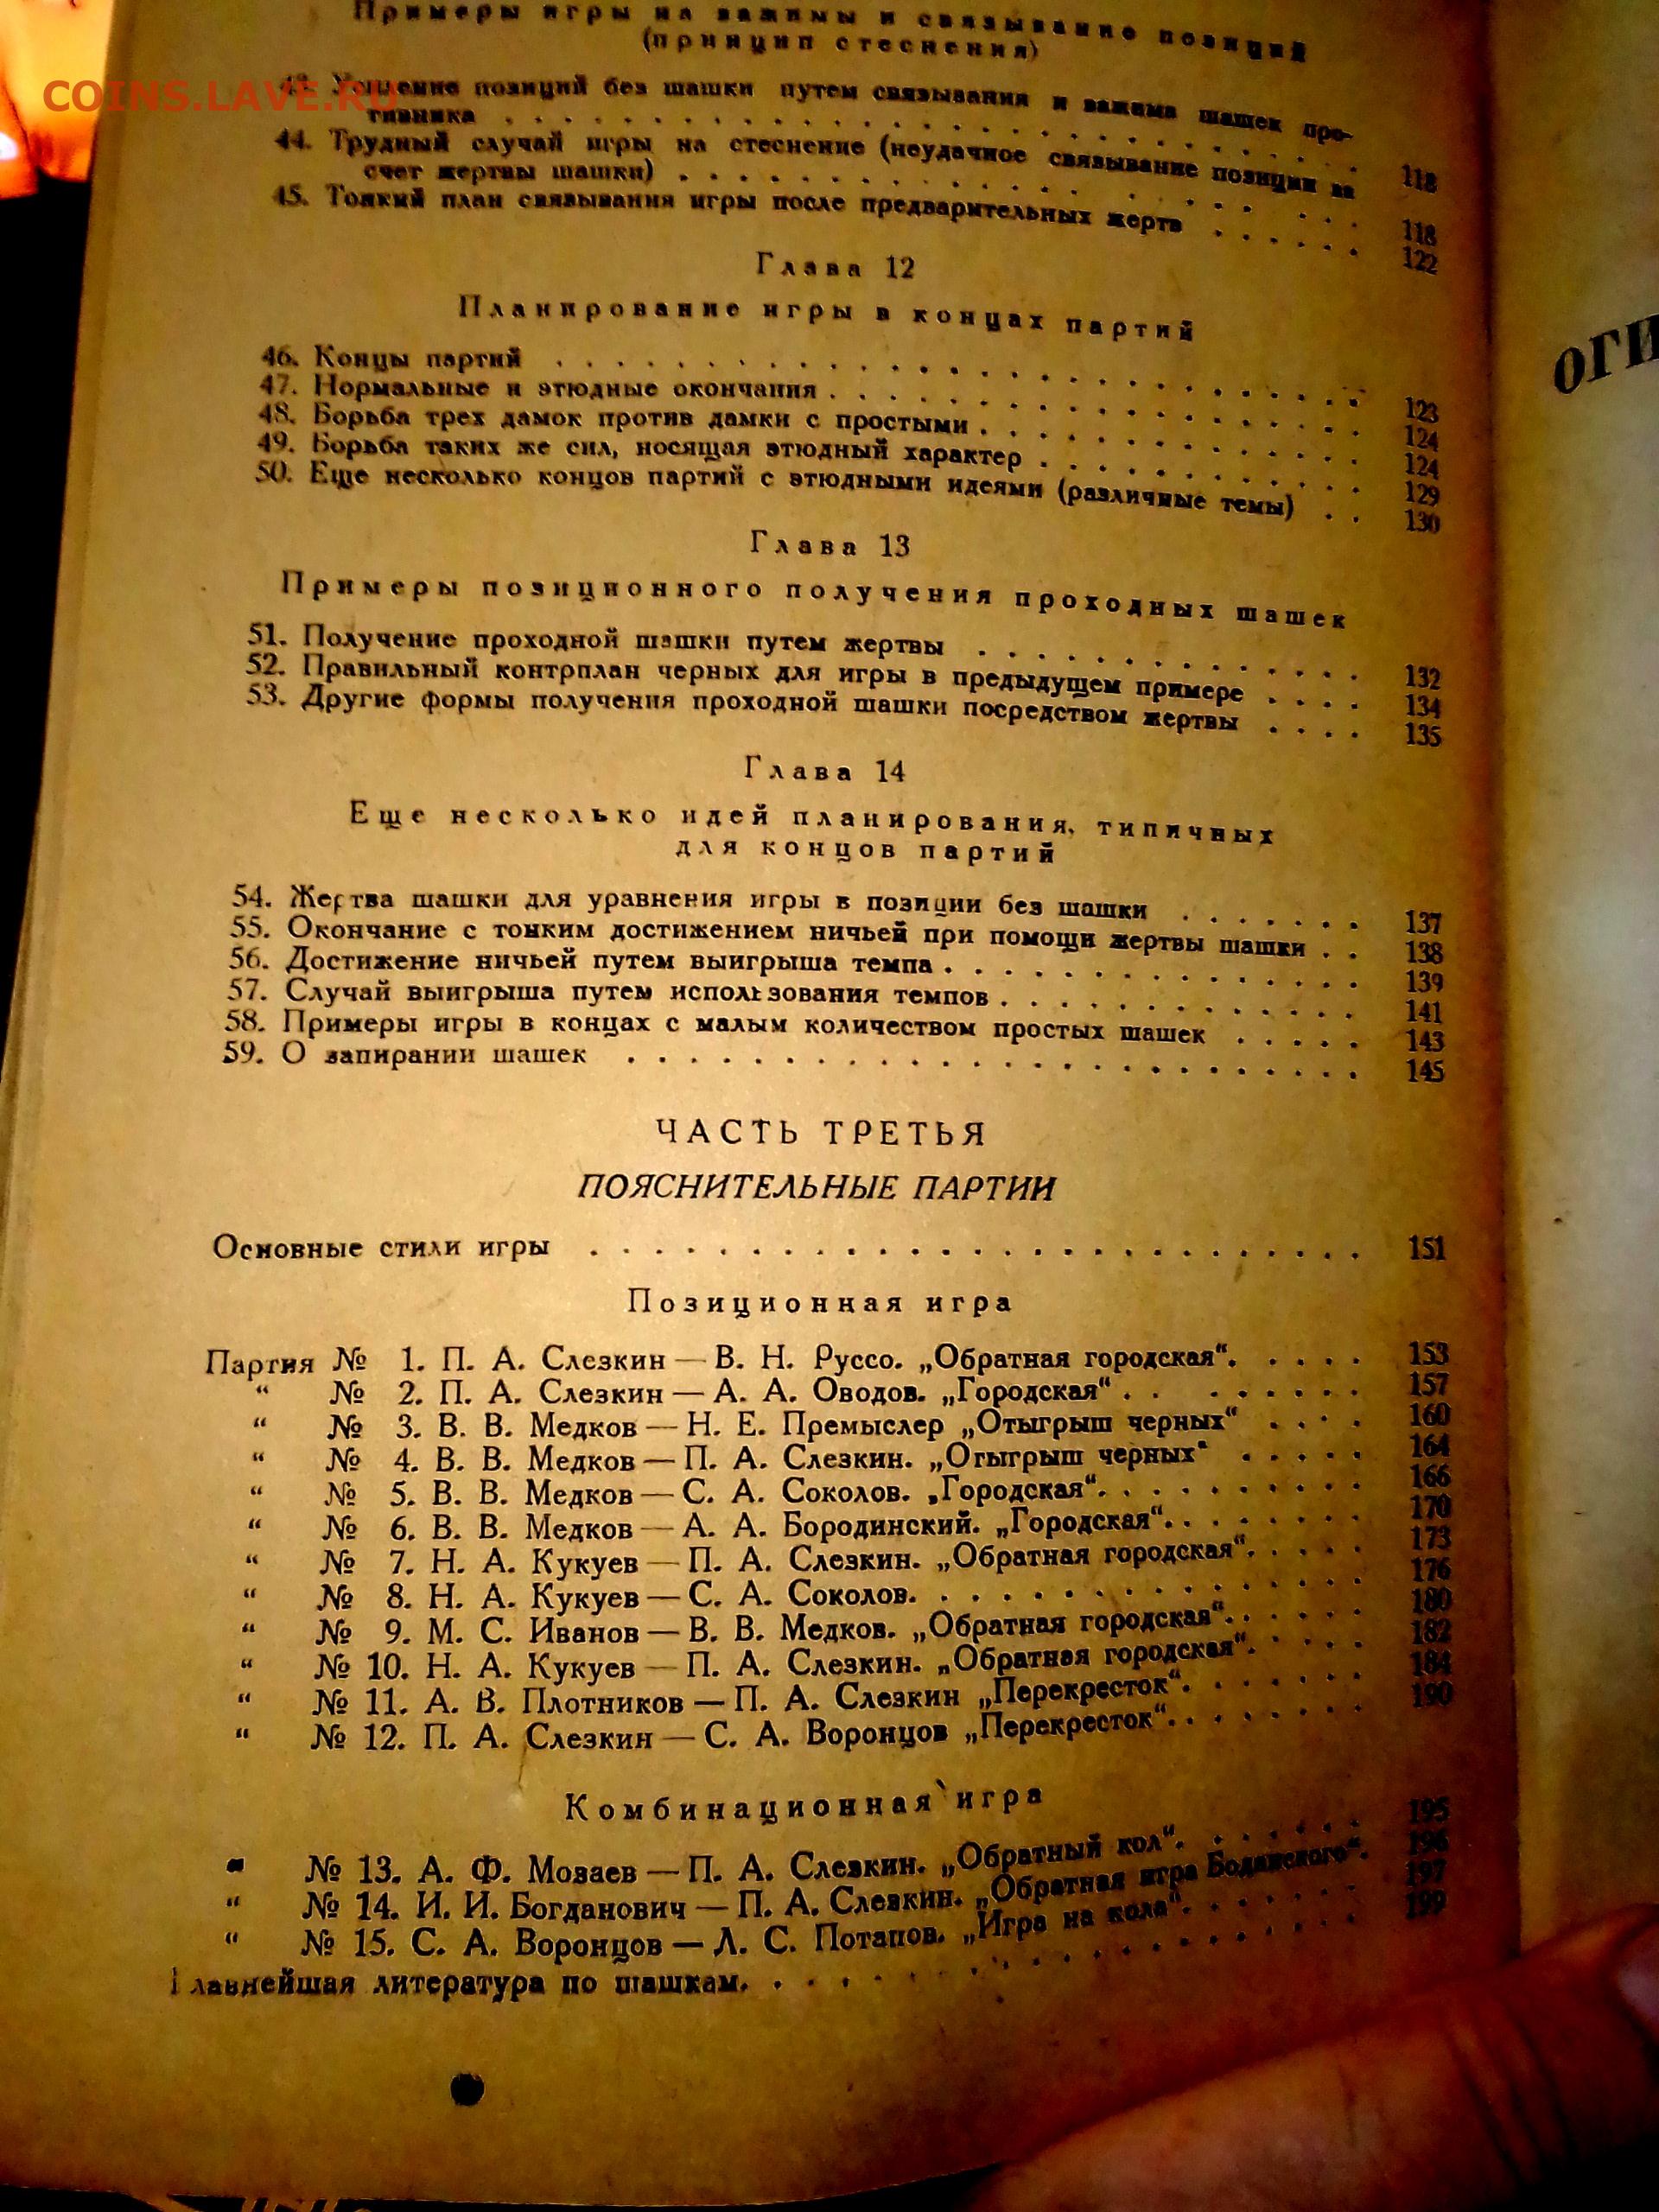 Примеры игры на зажимы и связывание позиций
(принцип стеснения)
COINS.LAVE.RU
43. позиций без шашки путем связывания и зажима шашек про-
тивника . . . . . . . . . . . . . . . . 118
44. Трудный случай игры на стеснение (неудачное связывание позиции за
счет жертвы шашки) . . . . . . . . . . . . 118
45. Тонкий план связывания игры после предварительных жертв . . . . . . 122
Глава 12
Планирование игры в концах партий
46. Концы партий . . . . . . . . . . . . . . . . 123
47. Нормальные и этюдные окончания . . . . . . . . . . . . 124
48. Борьба трех дамок против дамки с простыми . . . . . . . . . . 124
49. Борьба таких же сил, носящая этюдный характер . . . . . . . . . 129
50. Еще несколько концов партий с этюдными идеями (различные темы) . . 130
Глава 13
Примеры позиционного получения проходных шашек
51. Получение проходной шашки путем жертвы . . . . . . . . . . 132
52. Правильный контрплан черных для игры в предыдущем примере . . . . 134
53. Другие формы получения проходной шашки посредством жертвы . . . . 135
Глава 14
Еще несколько идей планирования, типичных
для концов партий
54. Жертва шашки для уравнения игры в позиции без шашки . . . . . . . 137
55. Окончание с тонким достижением ничьей при помощи жертвы шашки . . 138
56. Достижение ничьей путем выигрыша темпа . . . . . . . . . . . 139
57. Случай выигрыша путем использования темпов . . . . . . . . . . 141
58. Примеры игры в концах с малым количеством простых шашек . . . . . 143
59. О запирании шашек . . . . . . . . . . . . . . . . . 145
ЧАСТЬ ТРЕТЬЯ
ПОЯСНИТЕЛЬНЫЕ ПАРТИИ
Основные стили игры . . . . . . . . . . . . . . . . . 151
Позиционная игра
Партия № 1. П. А. Слезкин — В. Н. Руссо. „Обратная городская“. . . . . 153
“ № 2. П. А. Слезкин — А. А. Оводов. „Городская“ . . . . . . . 157
“ № 3. В. В. Медков — Н. Е. Премыслер „Отыгрыш черных“ . . . . 160
“ № 4. В. В. Медков — П. А. Слезкин. „Отыгрыш черных“ . . . . . 164
“ № 5. В. В. Медков — С. А. Соколов. „Городская“. . . . . . . . . 166
“ № 6. В. В. Медков — А. А. Бородинский. „Городская“. . . . . . . 170
“ № 7. Н. А. Кукуев — П. А. Слезкин. „Обратная городская“. . . . . 173
“ № 8. Н. А. Кукуев — С. А. Соколов. . . . . . . . . . . . . 176
“ № 9. М. С. Иванов — В. В. Медков. „Обратная городская“. . . . . . 180
“ № 10. Н. А. Кукуев — П. А. Слезкин. „Обратная городская“. . . . . 182
“ № 11. А. В. Плотников — П. А. Слезкин „Перекресток“. . . . . . . 184
“ № 12. П. А. Слезкин — С. А. Воронцов „Перекресток“. . . . . . . 190
Комбинационная игра
“ № 13. А. Ф. Мозаев — П. А. Слезкин. „Обратный кол“. . . . . . 195
“ № 14. И. И. Богданович — П. А. Слезкин. „Обратная игра Бодянского“. 196
“ № 15. С. А. Воронцов — Л. С. Потапов. „Игра на кола“. . . . . . . 197
Главнейшая литература по шашкам. . . . . . . . . . . . . 199
ОГИ